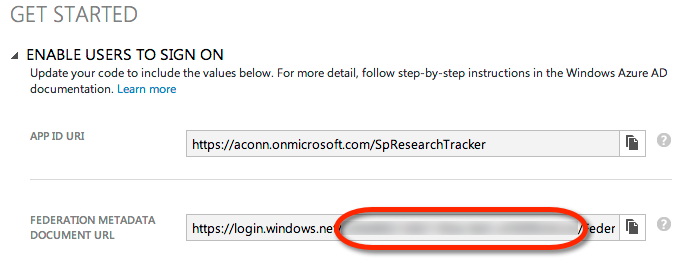 GET STARTED
ENABLE USERS TO SIGN ON
Update your code to include the values below. For more detail, follow step-by-step instructions in the Windows Azure AD
documentation. Learn more
APP ID URI
https://aconn.onmicrosoft.com/SpResearchTracker
FEDERATION METADATA
DOCUMENT URL
https://login.windows.net/ /Feder